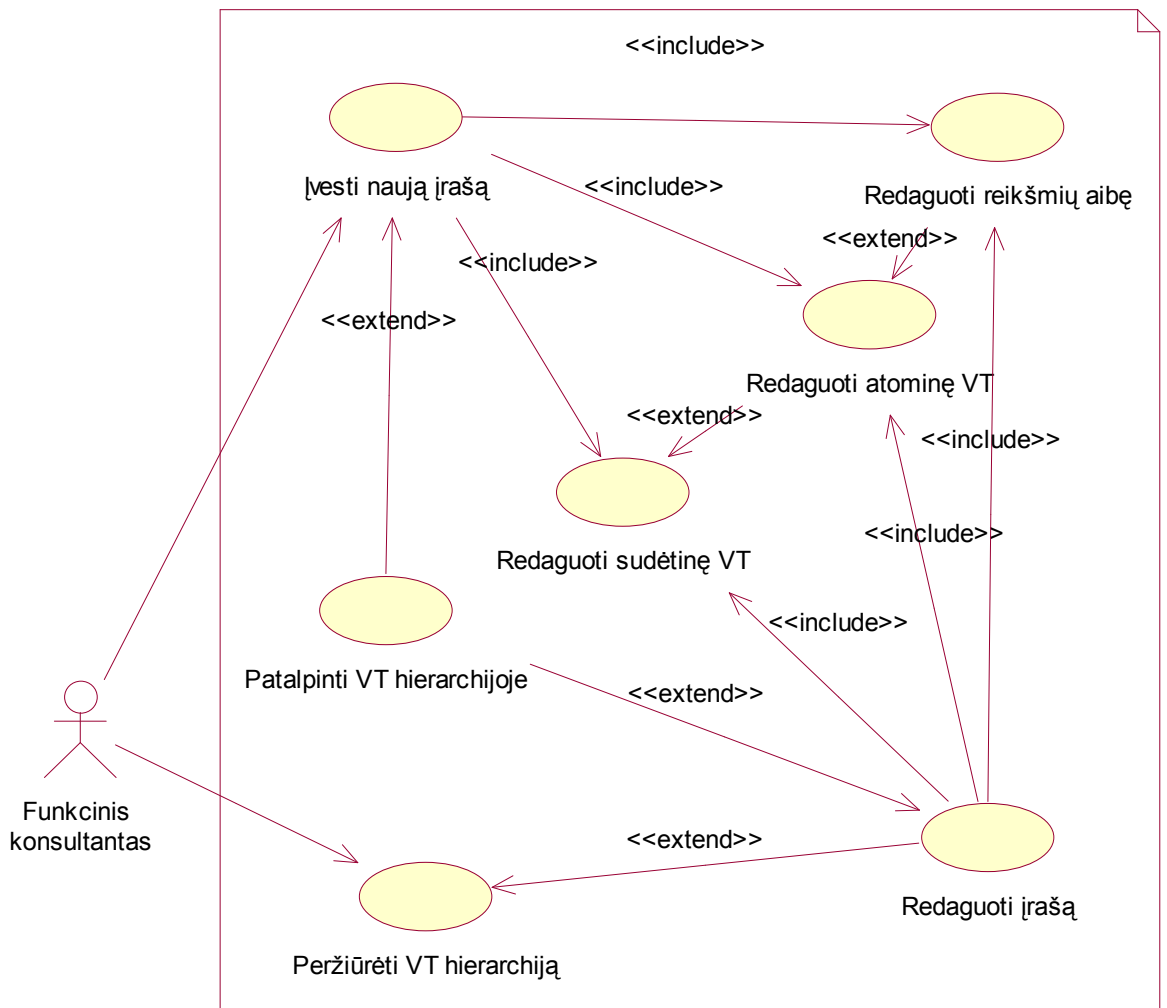 <<include>>
Įvesti naują įrašą
<<include>>
Redaguoti reikšmių aibę
<<extend>>
<<include>>
<<extend>>
Redaguoti atominę VT
<<extend>>
<<include>>
<<include>>
Redaguoti sudėtinę VT
<<include>>
Patalpinti VT hierarchijoje
<<extend>>
Funkcinis
konsultantas
<<extend>>
Redaguoti įrašą
Peržiūrėti VT hierarchiją